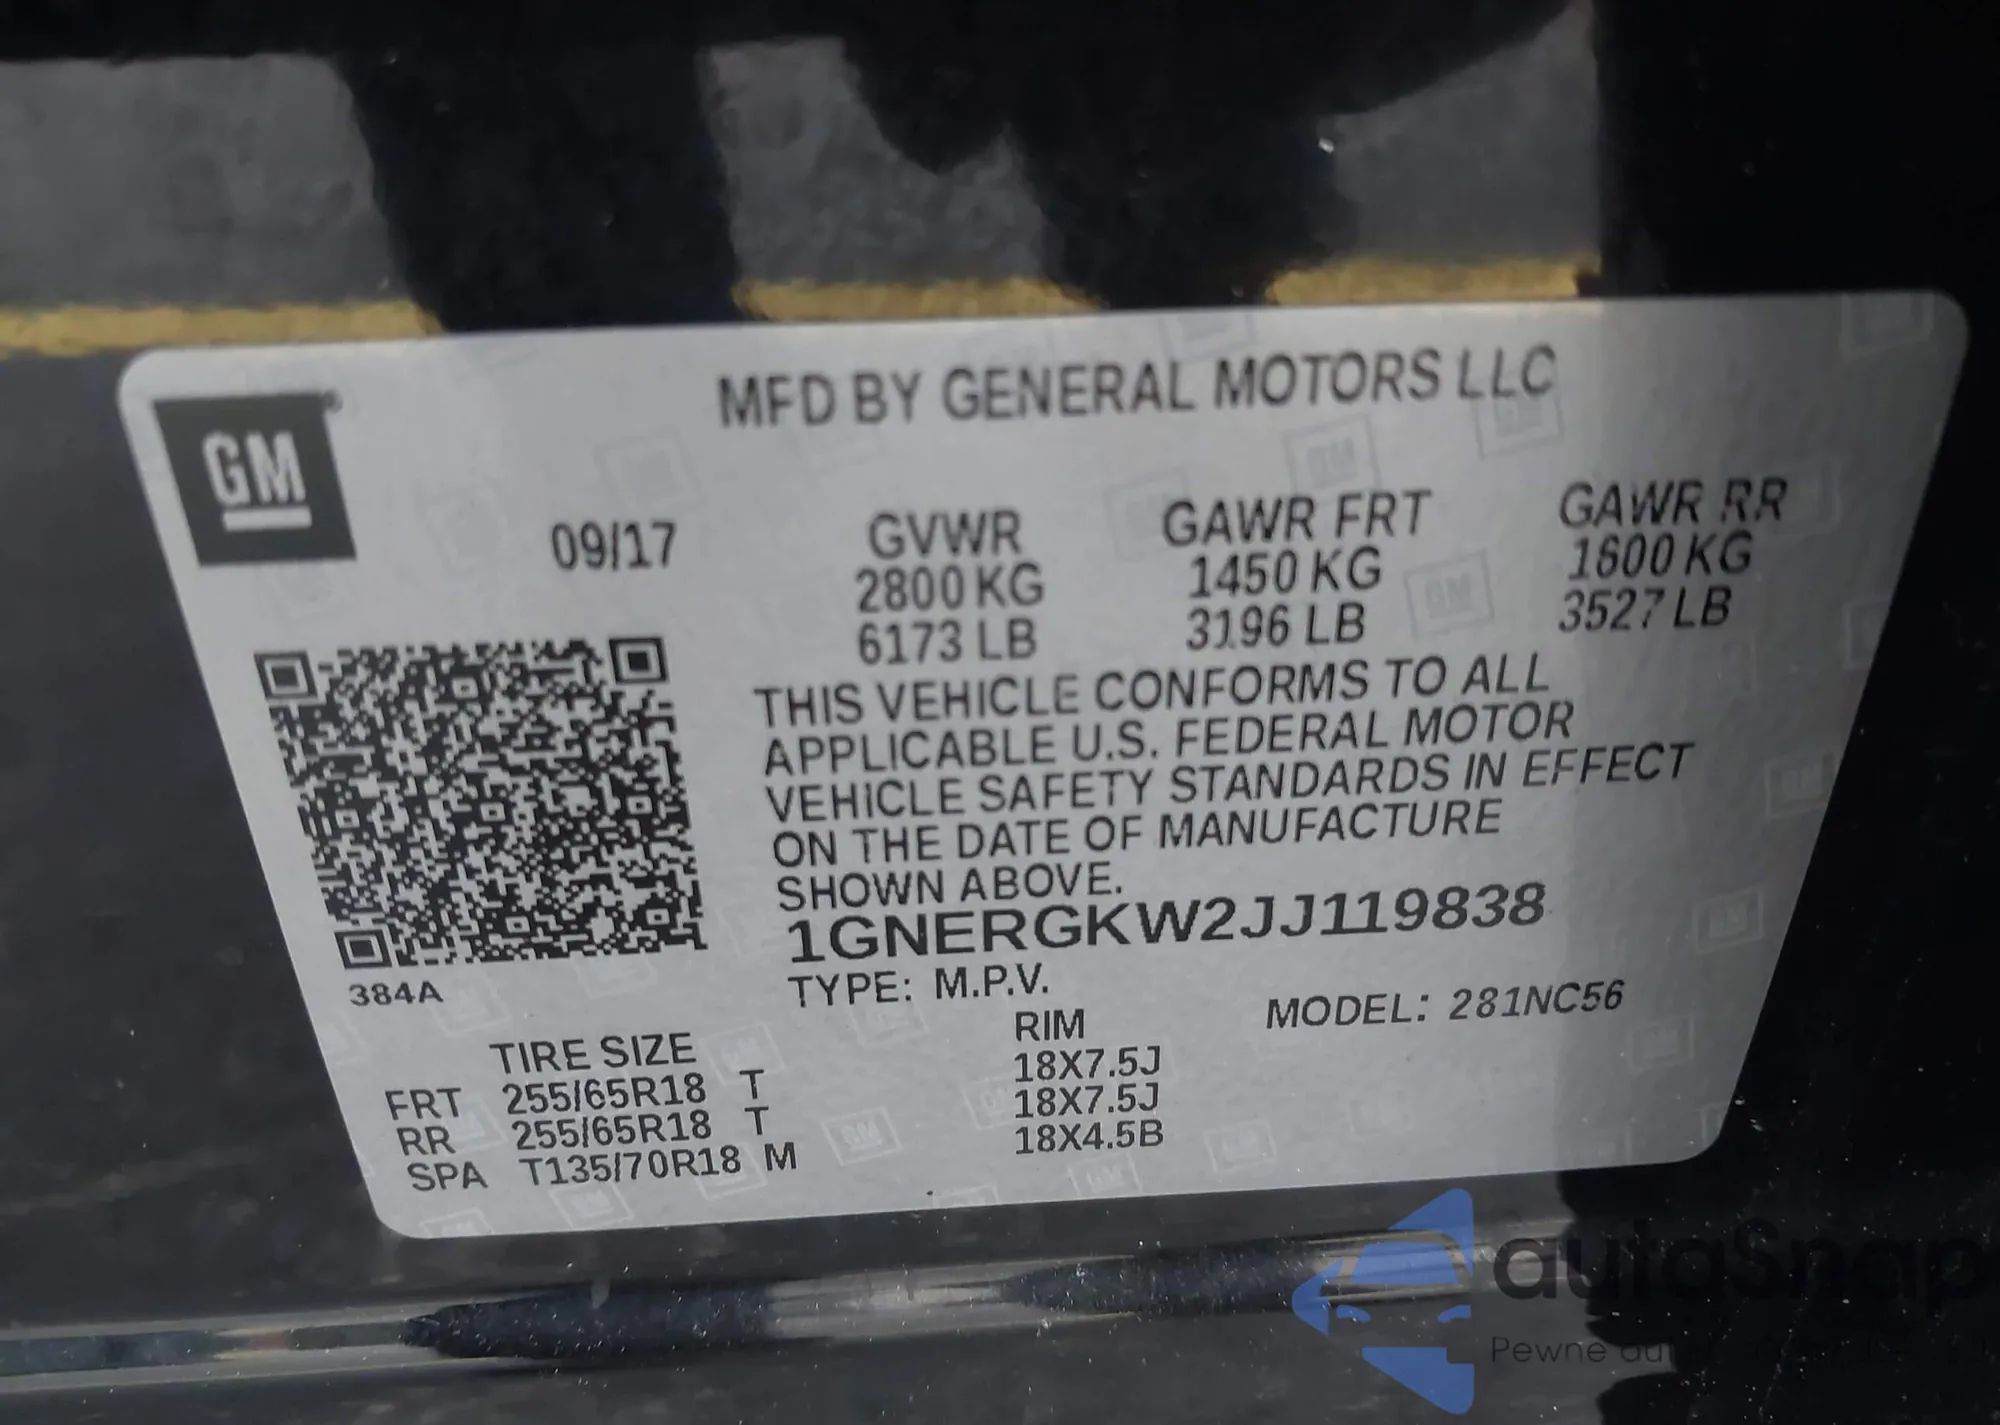 GM
MFD BY GENERAL MOTORS LLC
09/17
GVWR
2800 KG
6173 LB
GAWR FRT
1450 KG
3196 LB
GAWR RR
1600 KG
3527 LB
THIS VEHICLE CONFORMS TO ALL
APPLICABLE U.S. FEDERAL MOTOR
VEHICLE SAFETY STANDARDS IN EFFECT
ON THE DATE OF MANUFACTURE
SHOWN ABOVE.
1GNERGKW2JJ119838
384A
TYPE: M.P.V.
MODEL: 281NC56
TIRE SIZE RIM
FRT 255/65R18 T 18X7.5J
RR 255/65R18 T 18X7.5J
SPA T135/70R18 M 18X4.5B
autoSnap
Pewne